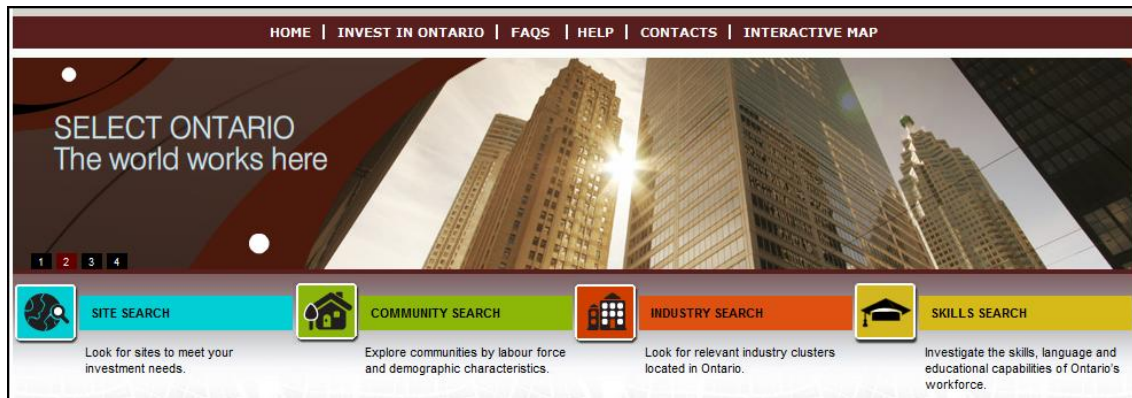 HOME | INVEST IN ONTARIO | FAQS | HELP | CONTACTS | INTERACTIVE MAP
SELECT ONTARIO
The world works here
1 2 3 4
SITE SEARCH
Look for sites to meet your
investment needs.
COMMUNITY SEARCH
Explore communities by labour force
and demographic characteristics.
INDUSTRY SEARCH
Look for relevant industry clusters
located in Ontario.
SKILLS SEARCH
Investigate the skills, language and
educational capabilities of Ontario's
workforce.